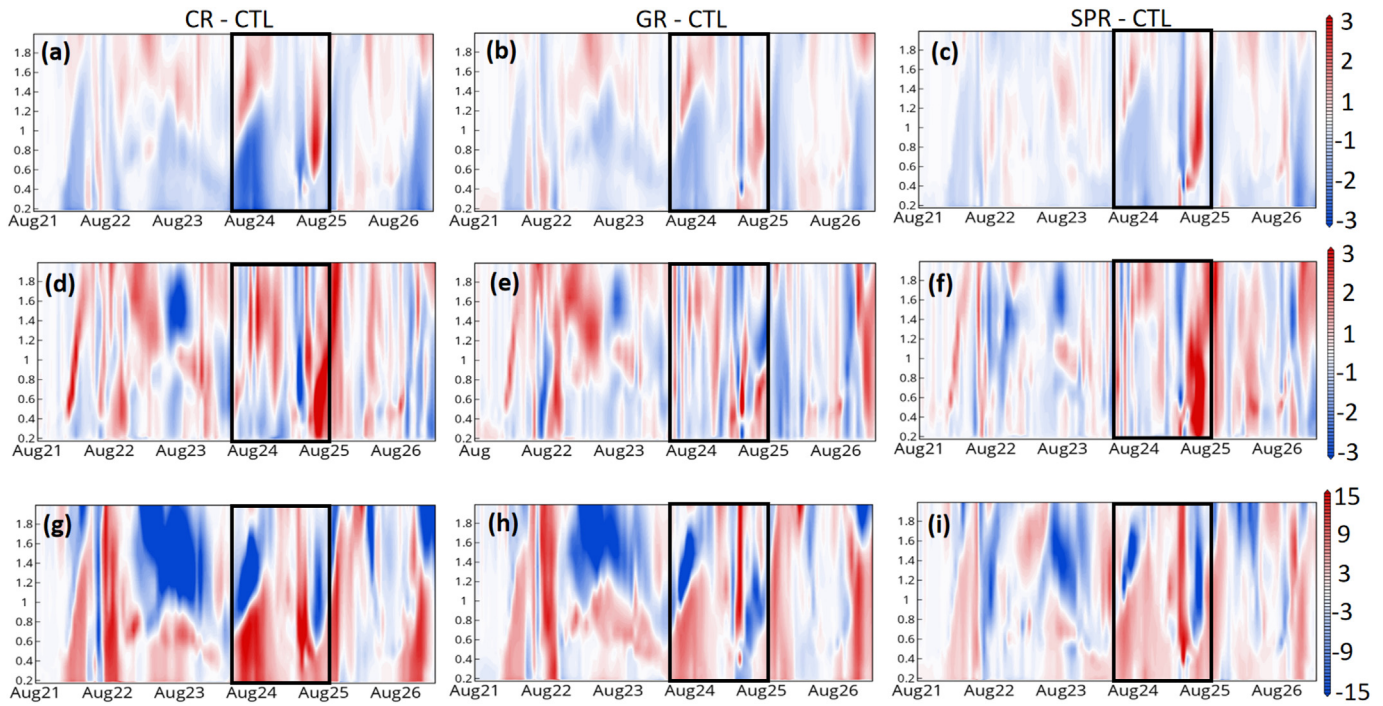 CR - CTL GR - CTL SPR - CTL
(a) (b) (c)
1.8 1.8 1.8 3
1.6 1.6 1.6 2
1.4 1.4 1.4 1
1.2 1.2 1.2 -1
1 1 1 -2
0.8 0.8 0.8 -3
0.6 0.6 0.6
0.4 0.4 0.4
0.2 0.2 0.2
Aug21 Aug22 Aug23 Aug24 Aug25 Aug26 Aug21 Aug22 Aug23 Aug24 Aug25 Aug26 Aug21 Aug22 Aug23 Aug24 Aug25 Aug26
(d) (e) (f)
1.8 1.8 1.8 3
1.6 1.6 1.6 2
1.4 1.4 1.4 1
1.2 1.2 1.2 -1
1 1 1 -2
0.8 0.8 0.8 -3
0.6 0.6 0.6
0.4 0.4 0.4
0.2 0.2 0.2
Aug21 Aug22 Aug23 Aug24 Aug25 Aug26 Aug Aug22 Aug23 Aug24 Aug Aug26 Aug21 Aug22 Aug23 Aug24 Aug25 Aug26
(g) (h) (i)
1.8 1.8 1.8 15
1.6 1.6 1.6 9
1.4 1.4 1.4 3
1.2 1.2 1.2 -3
1 1 1 -9
0.8 0.8 0.8 -15
0.6 0.6 0.6
0.4 0.4 0.4
0.2 0.2 0.2
Aug21 Aug22 Aug23 Aug24 Aug25 Aug26 Aug21 Aug22 Aug23 Aug24 Aug25 Aug26 Aug21 Aug22 Aug23 Aug24 Aug25 Aug26